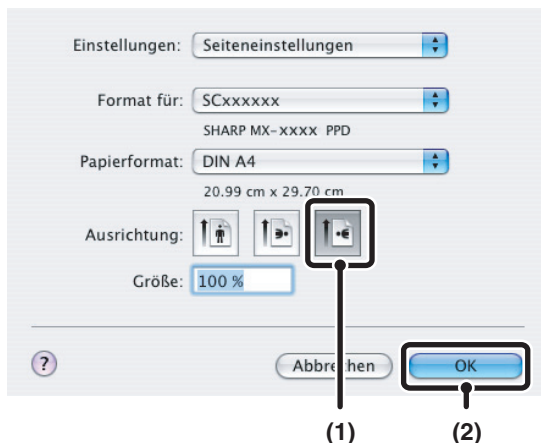 Einstellungen: Seiteneinstellungen
Format für: SCxxxxxx
SHARP MX-xxxx PPD
Papierformat: DIN A4
20.99 cm x 29.70 cm
Ausrichtung:
Größe: 100 %
? Abbrechen OK
(1) (2)